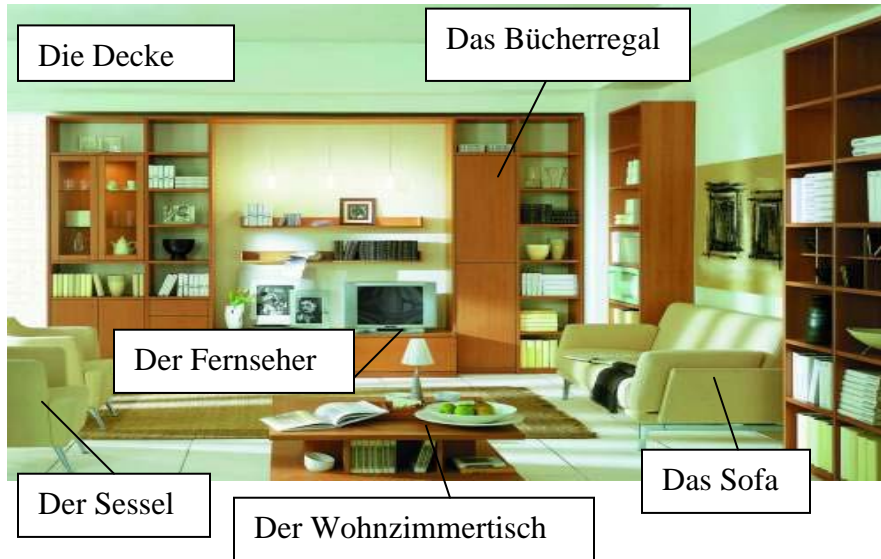 Die Decke
Das Bücherregal
Der Fernseher
Das Sofa
Der Sessel
Der Wohnzimmertisch